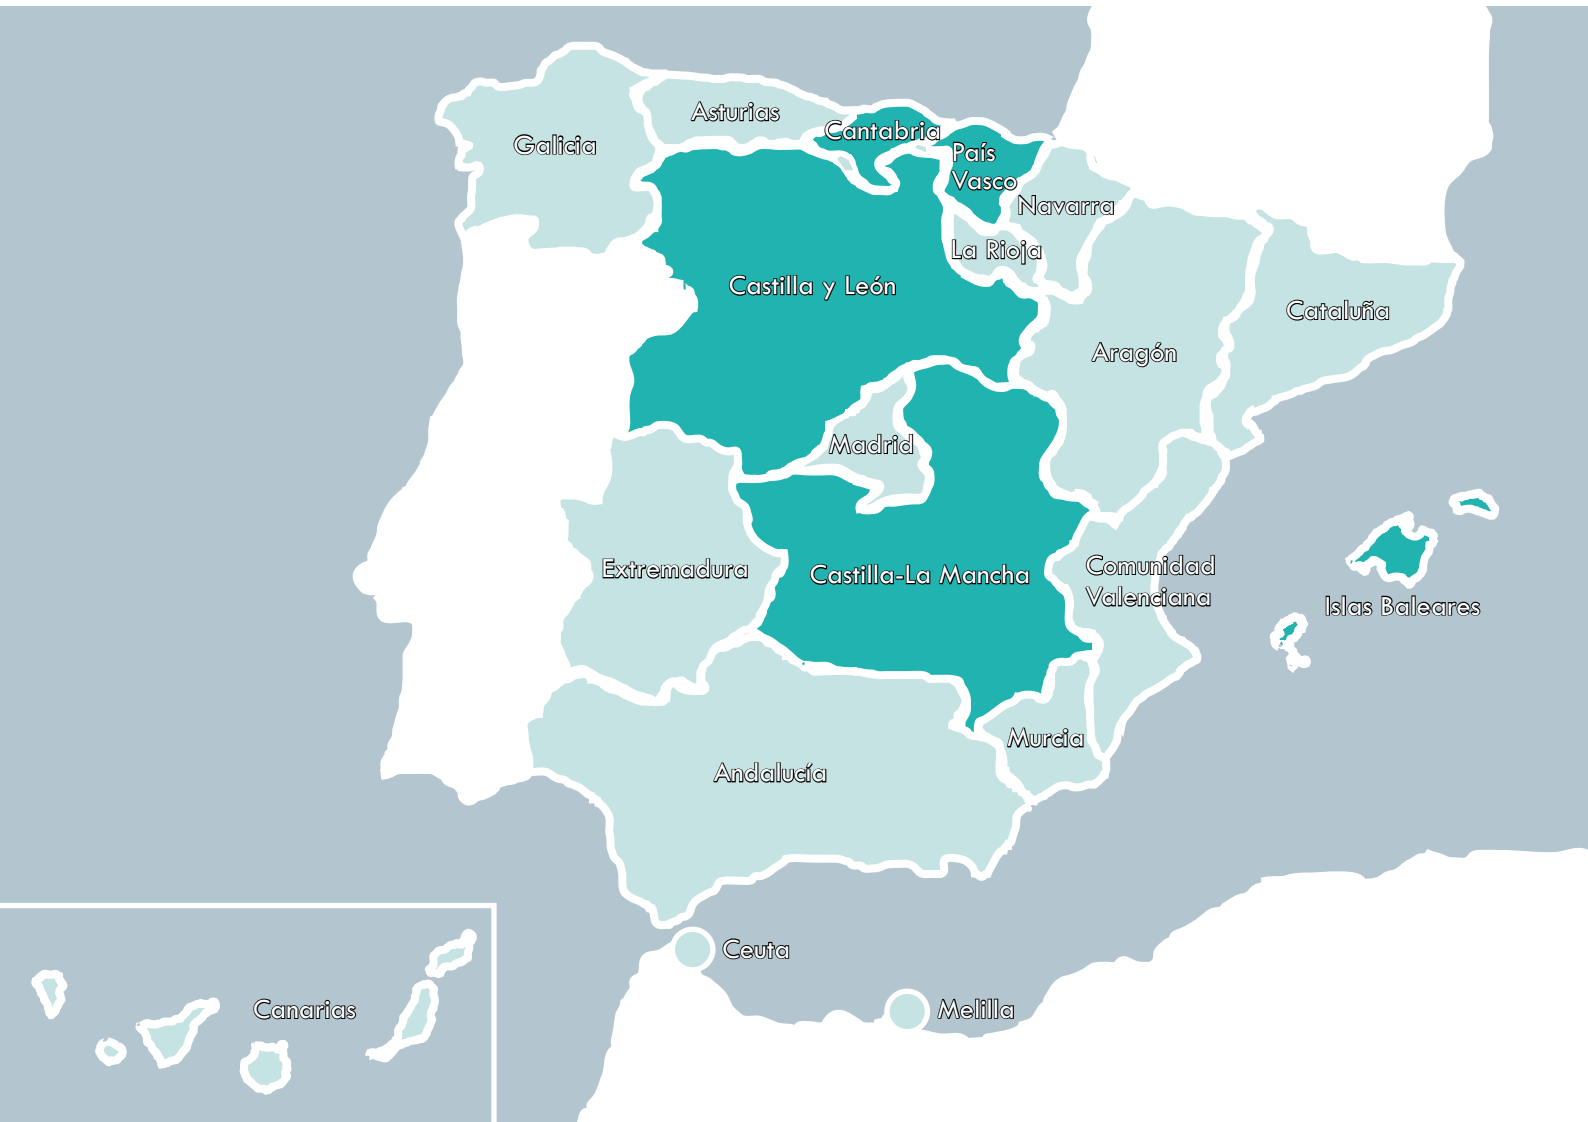 Asturias
Cantabria
Galicia
País
Vasco
Navarra
La Rioja
Castilla y León
Cataluña
Aragón
Madrid
Extremadura
Castilla-La Mancha
Comunidad
Valenciana
Islas Baleares
Murcia
Andalucía
Ceuta
Canarias
Melilla